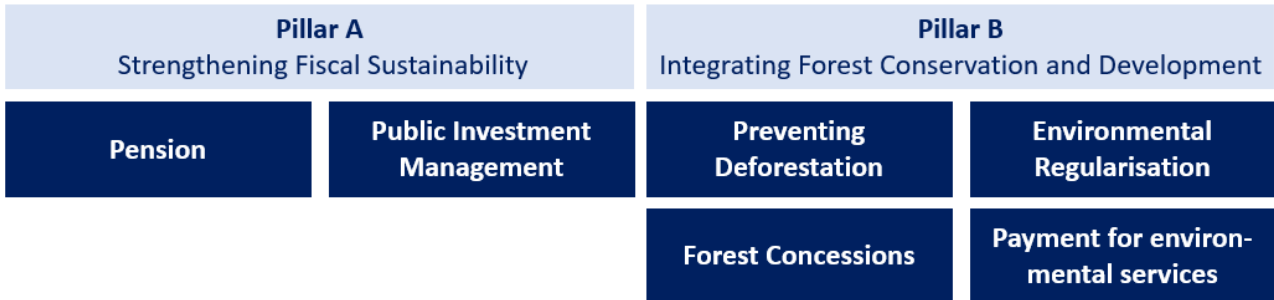 Pillar A
Strengthening Fiscal Sustainability
Pillar B
Integrating Forest Conservation and Development
Pension
Public Investment
Management
Preventing
Deforestation
Environmental
Regularisation
Forest Concessions
Payment for environ-
mental services